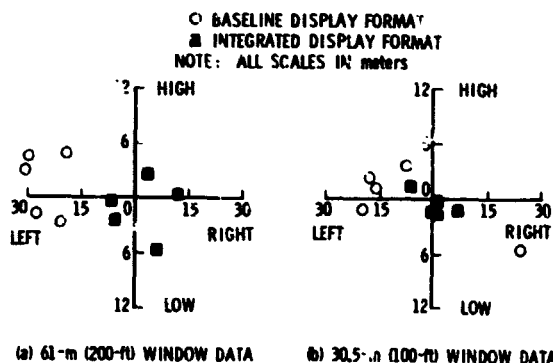 BASELINE DISPLAY FORMAT
INTEGRATED DISPLAY FORMAT
NOTE: ALL SCALES IN meters
12 HIGH 12 HIGH
6 6
30 15 0 15 30 30 15 0 15 30
LEFT RIGHT LEFT RIGHT
6 6
12 LOW 12 LOW
(a) 61-m (200-ft) WINDOW DATA (b) 30.5-m (100-ft) WINDOW DATA